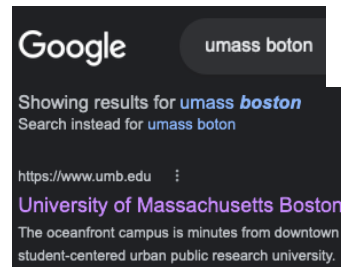 Google
umass boton
Showing results for umass boston
Search instead for umass boton
https://www.umb.edu
University of Massachusetts Boston
The oceanfront campus is minutes from downtown
student-centered urban public research university.